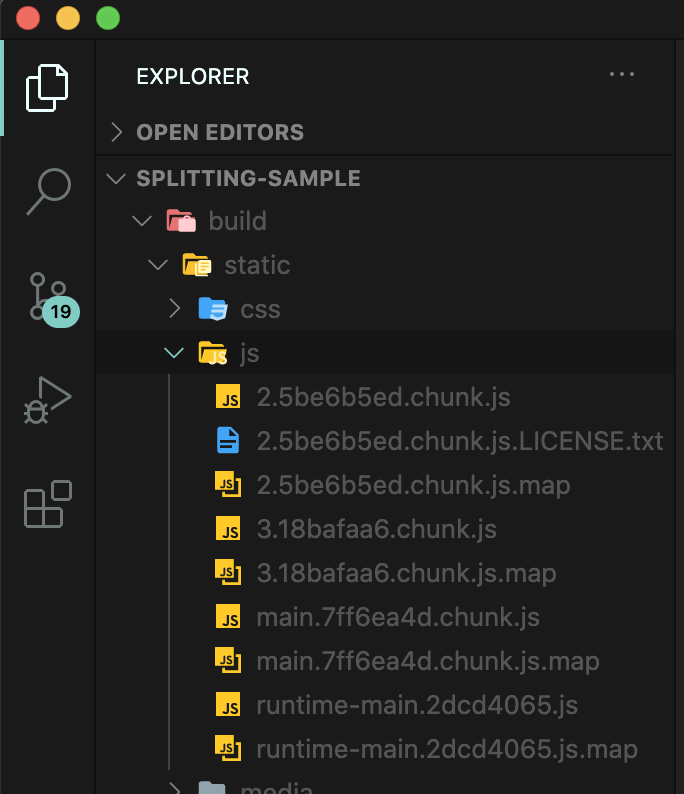 EXPLORER
OPEN EDITORS
SPLITTING-SAMPLE
build
static
css
19
JS js
JS 2.5be6b5ed.chunk.js
2.5be6b5ed.chunk.js.LICENSE.txt
JS 2.5be6b5ed.chunk.js.map
JS 3.18bafaa6.chunk.js
JS 3.18bafaa6.chunk.js.map
JS main.7ff6ea4d.chunk.js
JS main.7ff6ea4d.chunk.js.map
JS runtime-main.2dcd4065.js
JS runtime-main.2dcd4065.js.map
media